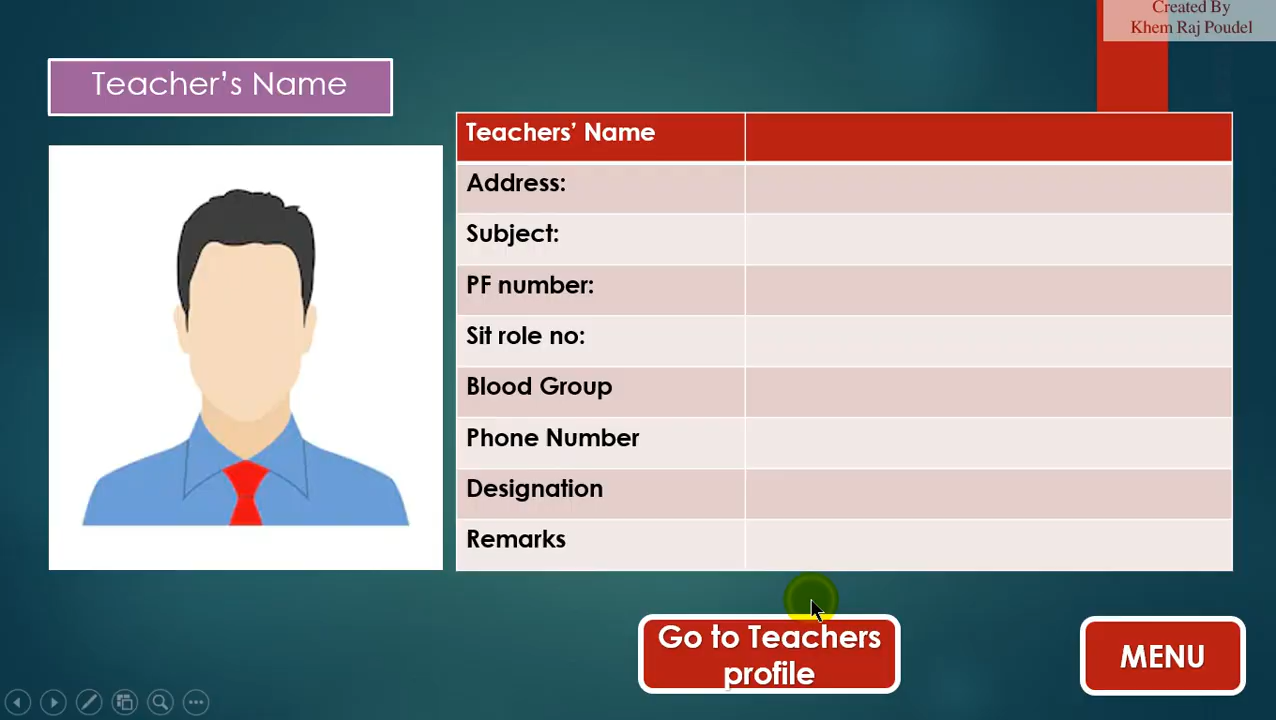 Created By
Khem Raj Poudel
Teacher’s Name
Teachers’ Name
Address:
Subject:
PF number:
Sit role no:
Blood Group
Phone Number
Designation
Remarks
Go to Teachers
profile
MENU